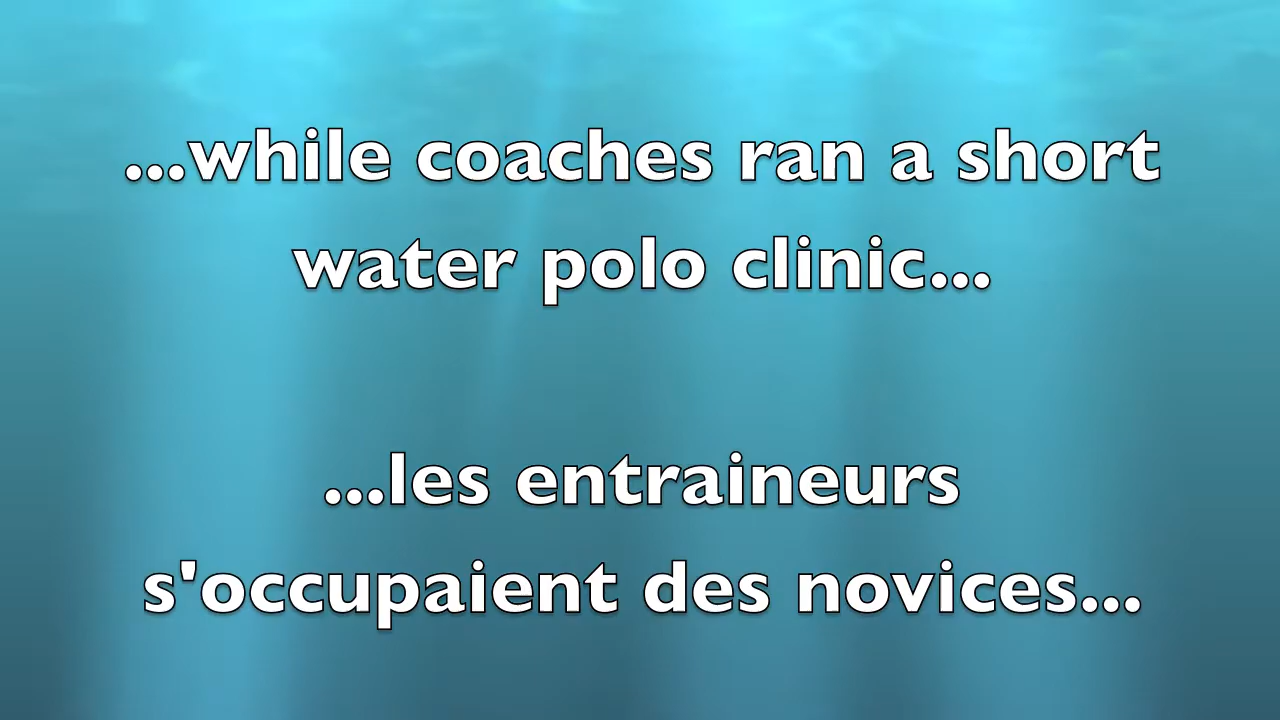 ...while coaches ran a short
water polo clinic...
...les entraineurs
s'occupaient des novices...